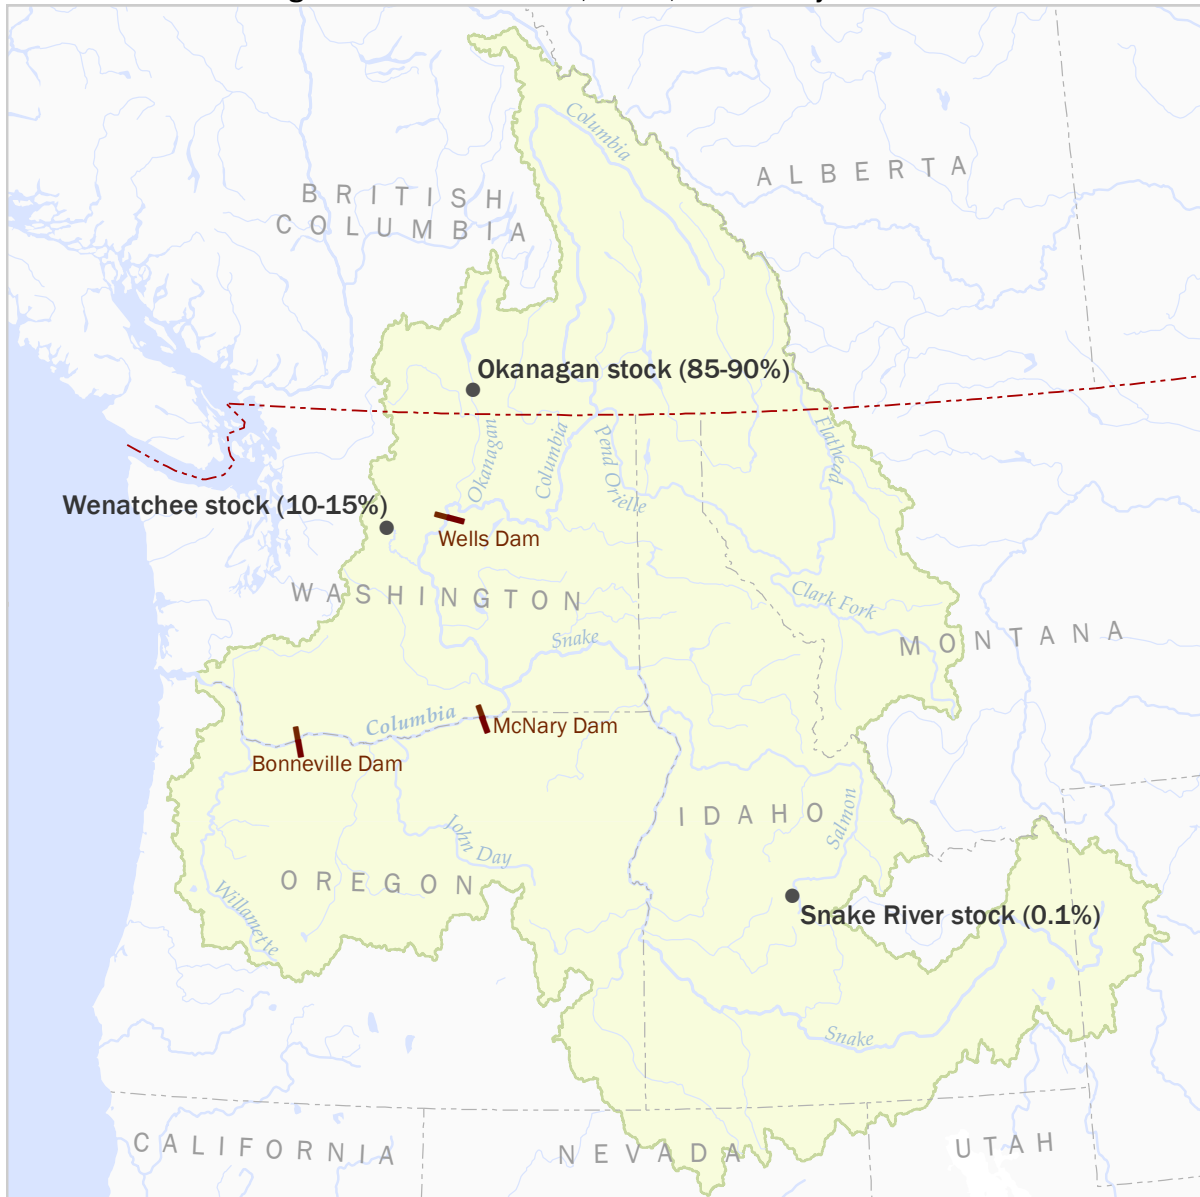 Columbia
ALBERTA
BRITISH
COLUMBIA
Okanagan stock (85-90%)
Okanagan
Columbia
Pend Orielle
Flathead
Wenatchee stock (10-15%)
Wells Dam
WASHINGTON
Clark Fork
Snake
MONTANA
Columbia
McNary Dam
Bonneville Dam
IDAHO
Salmon
John Day
OREGON
Willamette
Snake River stock (0.1%)
Snake
CALIFORNIA
NEVADA
UTAH